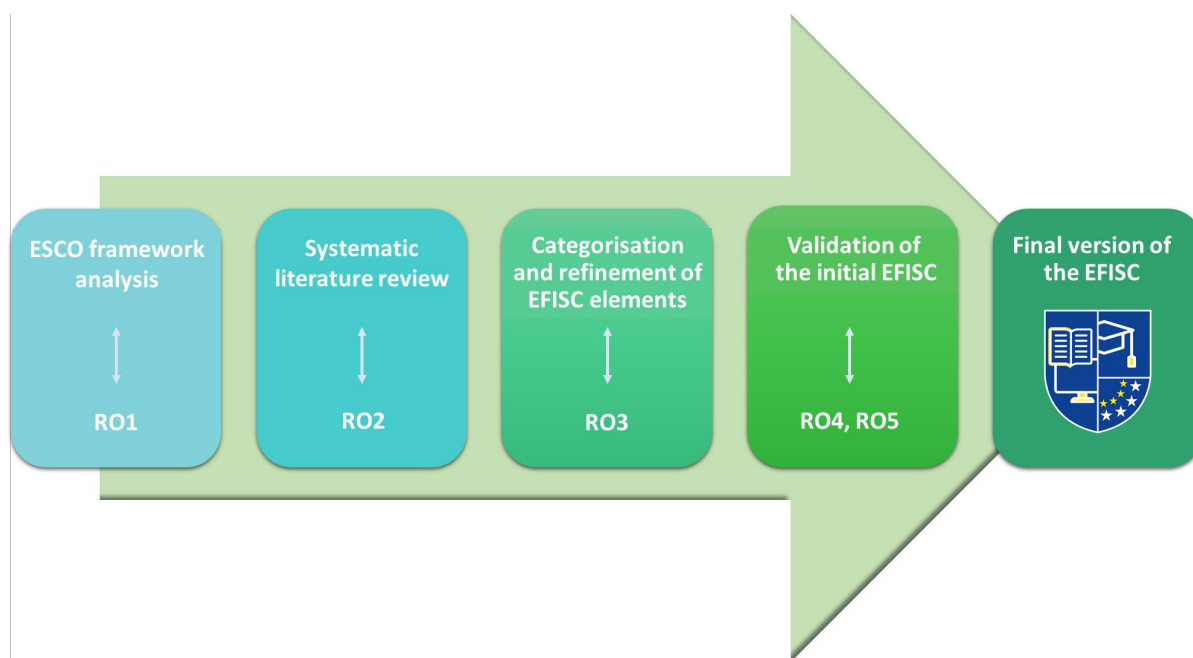 ESCO framework
analysis
RO1
Systematic
literature review
RO2
Categorisation
and refinement of
EFISC elements
RO3
Validation of
the initial EFISC
RO4, RO5
Final version of
the EFISC